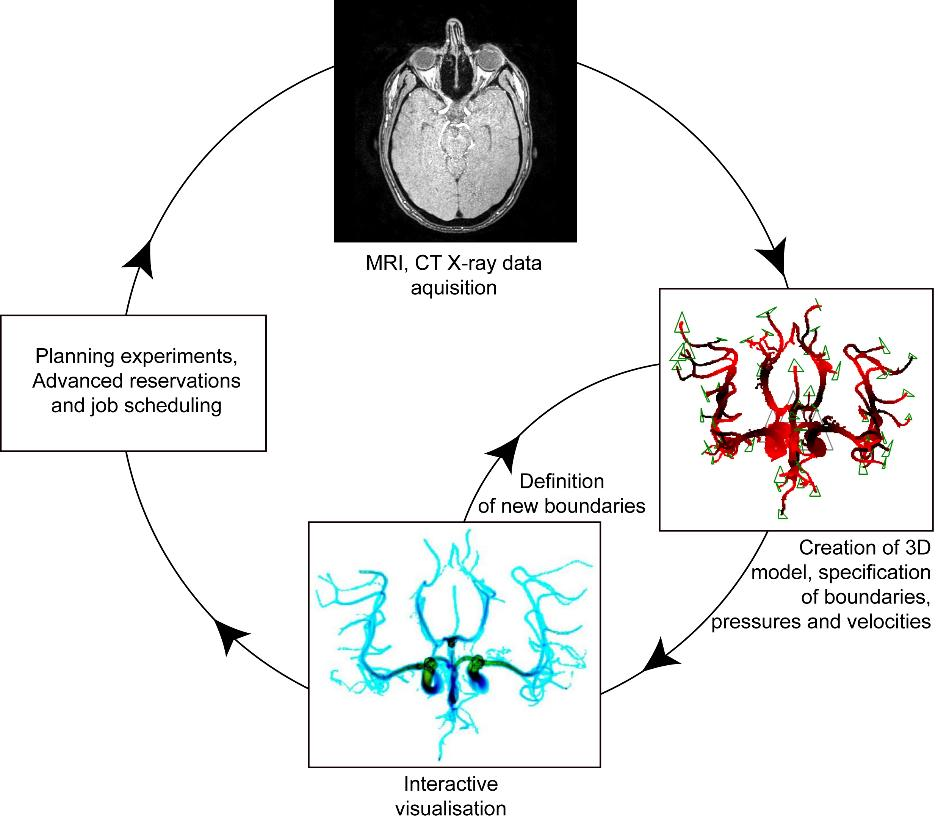 MRI, CT X-ray data
aquisition
Planning experiments,
Advanced reservations
and job scheduling
Definition
of new boundaries
Creation of 3D
model, specification
of boundaries,
pressures and velocities
Interactive
visualisation